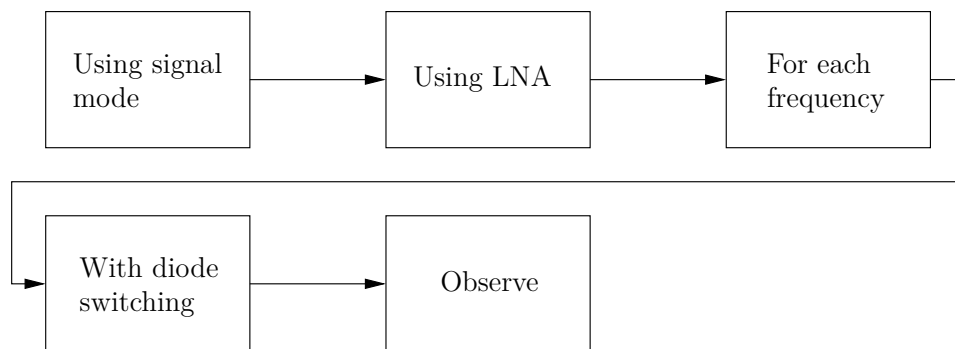 Using signal
mode
Using LNA
For each
frequency
With diode
switching
Observe